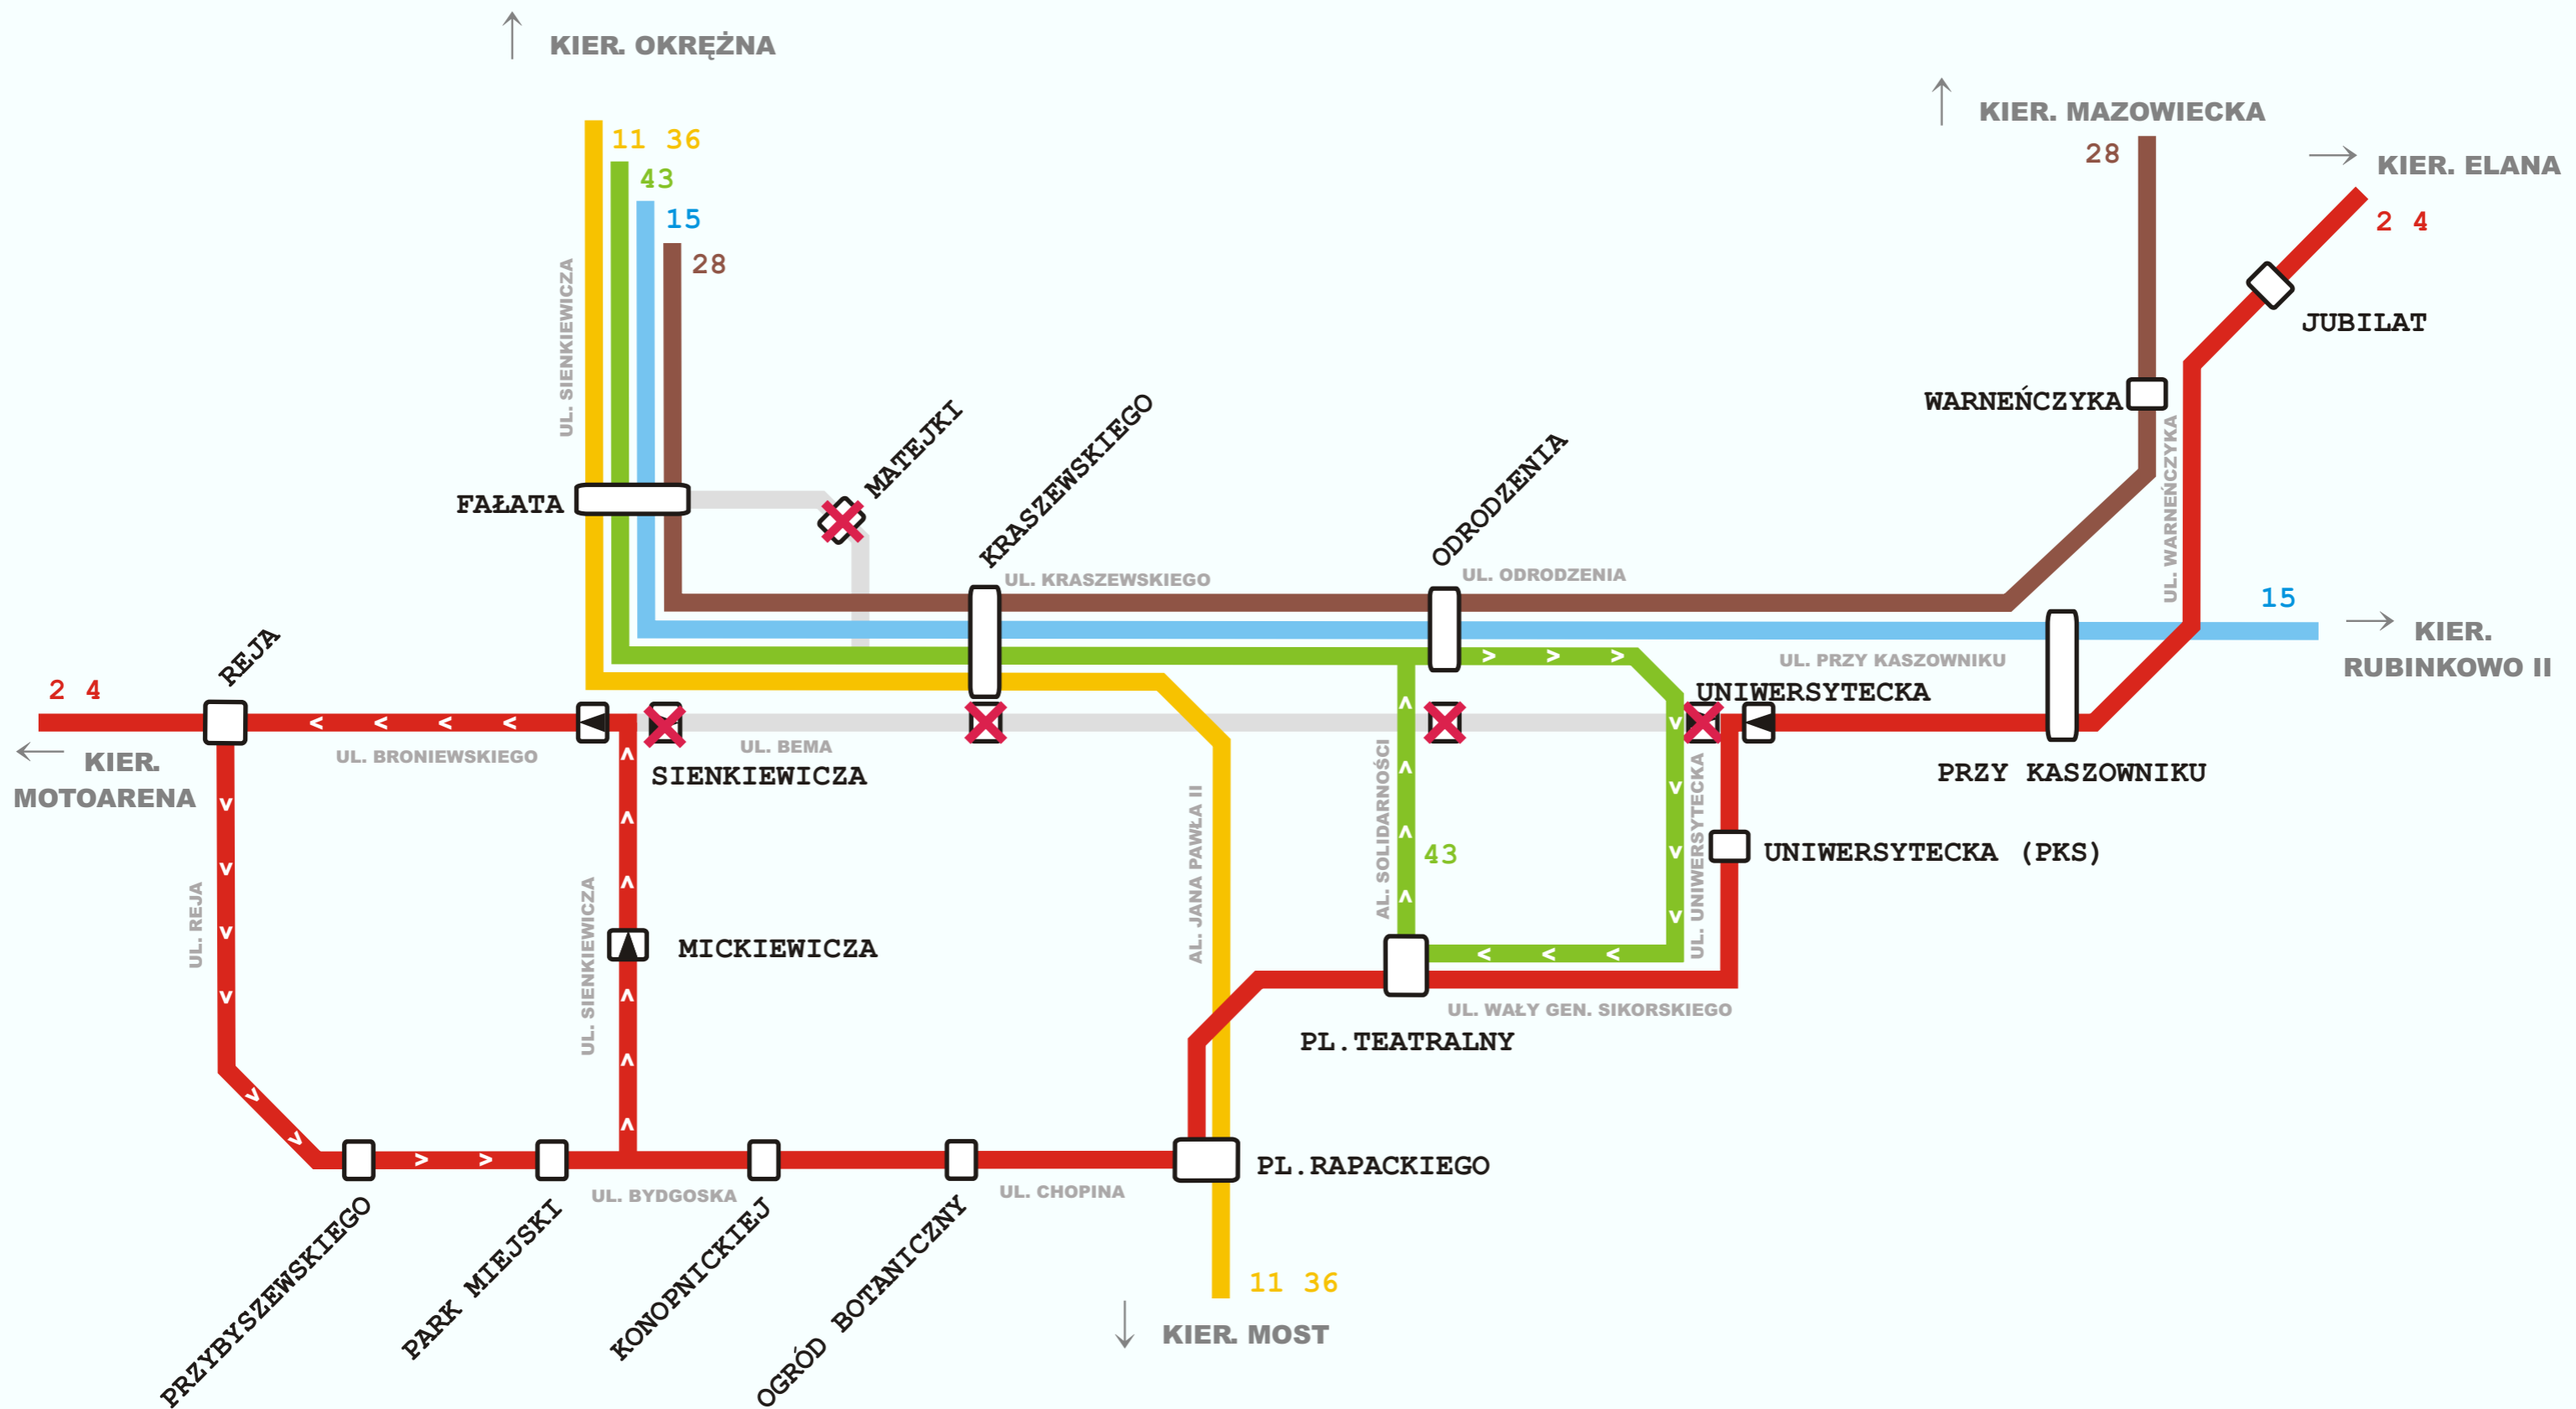 KIER. OKRĘŻNA
KIER. MAZOWIECKA
11 36
28
KIER. ELANA
43
15
2 4
28
UL. SIENKIEWICZA
JUBILAT
MATEJKI
KRASZEWSKIEGO
WARNEŃCZYKA
UL. WARNEŃCZYKA
FAŁATA
ODRODZENIA
UL. KRASZEWSKIEGO
UL. ODRODZENIA
15
KIER.
RUBINKOWO II
REJA
UL. PRZY KASZOWNIKU
2 4
UNIWERSYTECKA
KIER.
MOTOARENA
UL. BRONIEWSKIEGO
UL. BEMA
SIENKIEWICZA
PRZY KASZOWNIKU
AL. JANA PAWŁA II
AL. SOLIDARNOŚCI
43
UL. UNIWERSYTECKA
UNIWERSYTECKA (PKS)
UL. REJA
UL. SIENKIEWICZA
MICKIEWICZA
UL. WAŁY GEN. SIKORSKIEGO
PL.TEATRALNY
PL.RAPACKIEGO
UL. BYDGOSKA
UL. CHOPINA
PRZYBYSZEWSKIEGO
PARK MIEJSKI
KONOPNICKIEJ
OGRÓD BOTANICZNY
11 36
KIER. MOST